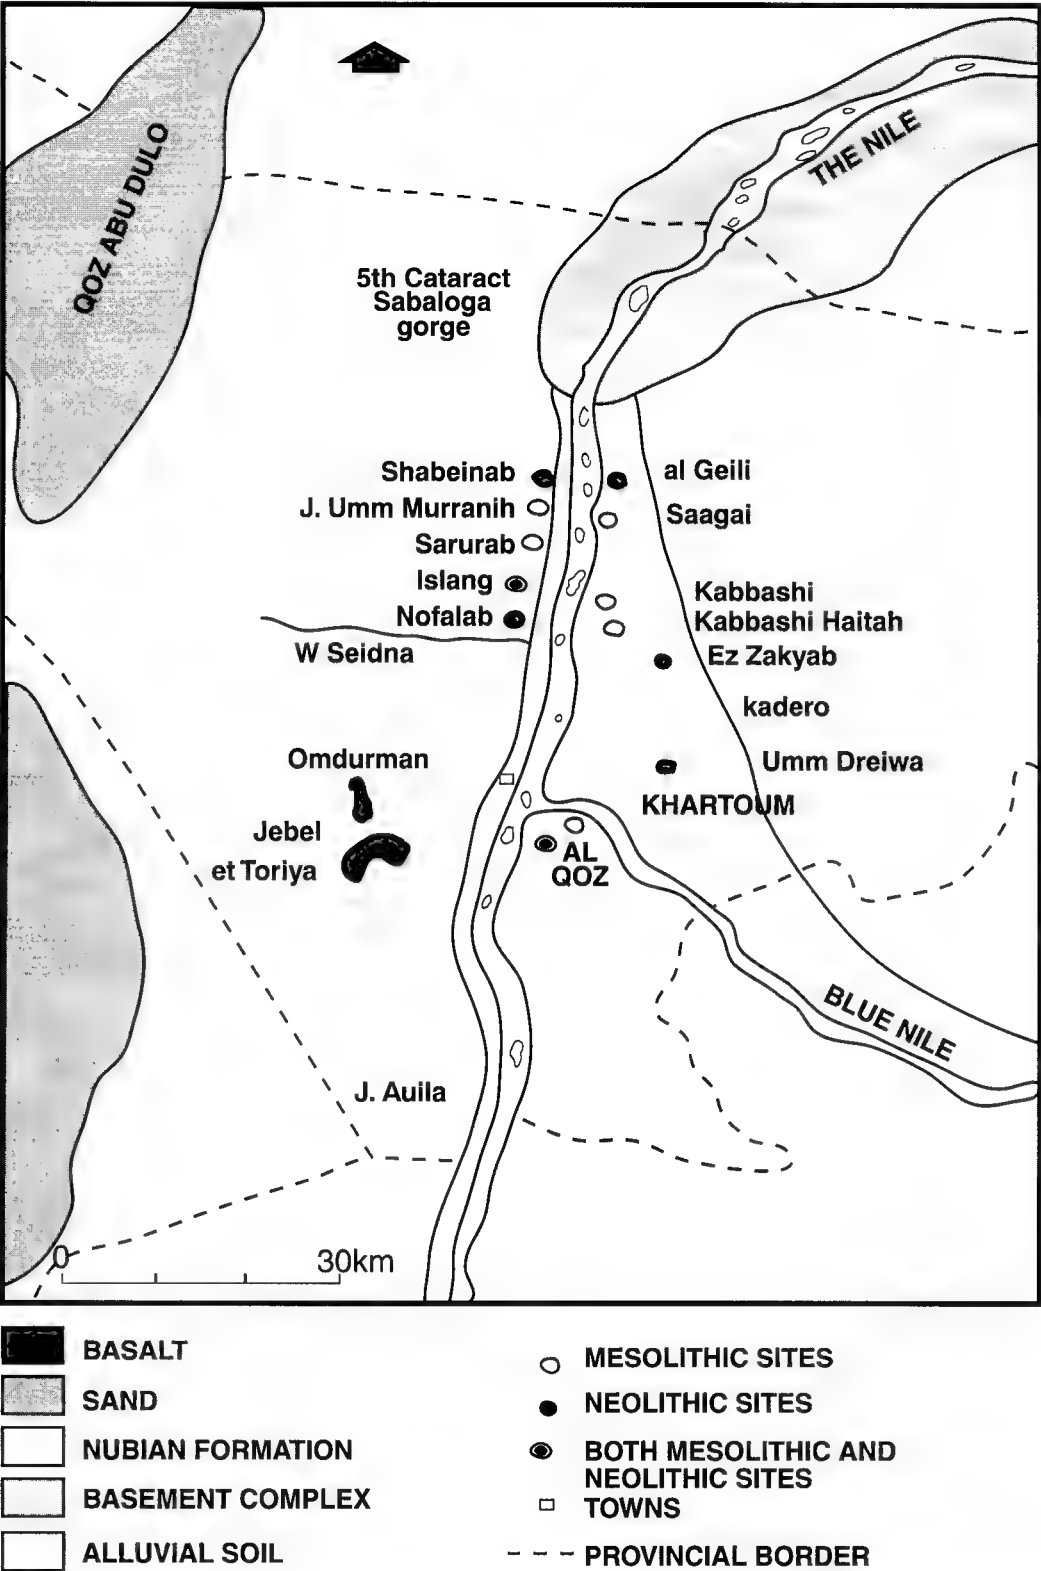 THE NILE
QOZ ABU DULO
5th Cataract
Sabaloga
gorge
Shabeinab
al Geili
J. Umm Murranih
Saagai
Sarurab
Islang
Kabbashi
Nofalab
Kabbashi Haitah
W Seidna
Ez Zakyab
kadero
Omdurman
Umm Dreiwa
KHARTOUM
Jebel
et Toriya
AL
QOZ
BLUE NILE
J. Auila
0
30km
BASALT
SAND
NUBIAN FORMATION
BASEMENT COMPLEX
ALLUVIAL SOIL
MESOLITHIC SITES
NEOLITHIC SITES
BOTH MESOLITHIC AND
NEOLITHIC SITES
TOWNS
PROVINCIAL BORDER